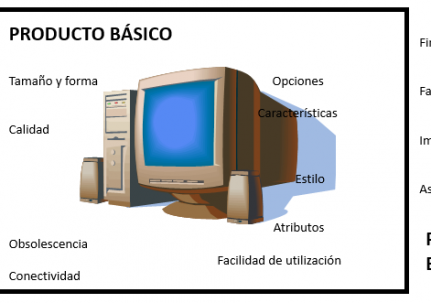 PRODUCTO BÁSICO
Tamaño y forma
Opciones
Características
Calidad
Estilo
Atributos
Obsolescencia
Facilidad de utilización
Conectividad